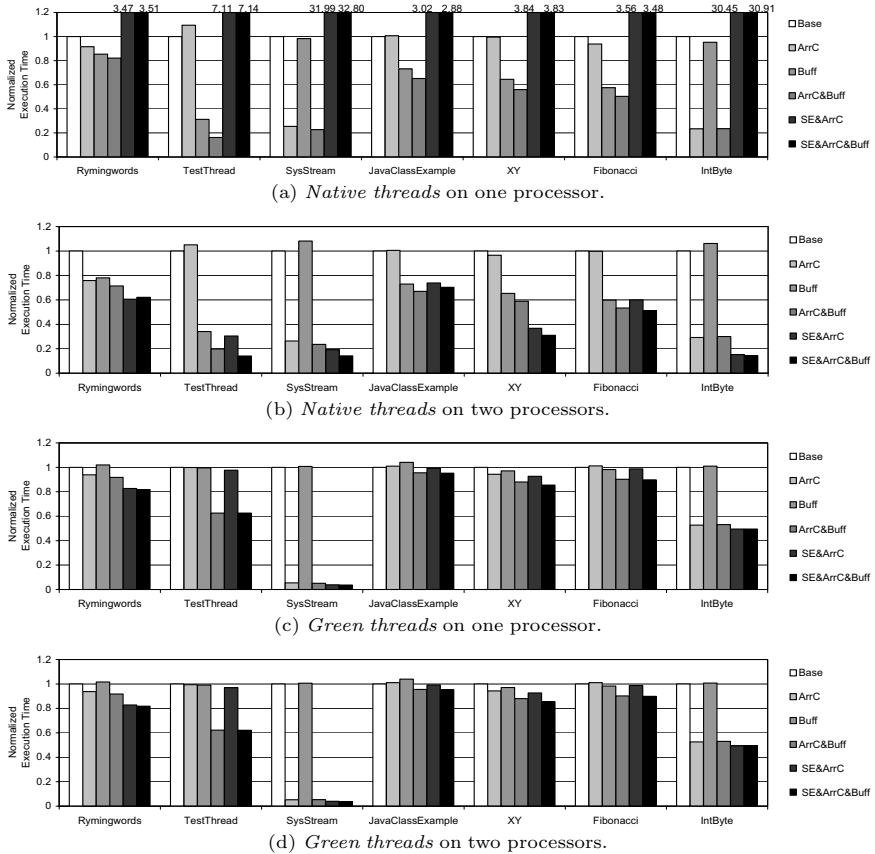 3.47 3.51 7.11 7.14 31.99 32.80 3.02 2.88 3.84 3.83 3.56 3.48 30.45 30.91
Normalized
Execution Time
1.2
1
0.8
0.6
0.4
0.2
0
Rymingwords TestThread SysStream JavaClassExample XY Fibonacci IntByte
Base
ArrC
Buff
ArrC&Buff
SE&ArrC
SE&ArrC&Buff
(a) Native threads on one processor.
Normalized
Execution Time
1.2
1
0.8
0.6
0.4
0.2
0
Rymingwords TestThread SysStream JavaClassExample XY Fibonacci IntByte
Base
ArrC
Buff
ArrC&Buff
SE&ArrC
SE&ArrC&Buff
(b) Native threads on two processors.
Normalized
Execution Time
1.2
1
0.8
0.6
0.4
0.2
0
Rymingwords TestThread SysStream JavaClassExample XY Fibonacci IntByte
Base
ArrC
Buff
ArrC&Buff
SE&ArrC
SE&ArrC&Buff
(c) Green threads on one processor.
Normalized
Execution Time
1.2
1
0.8
0.6
0.4
0.2
0
Rymingwords TestThread SysStream JavaClassExample XY Fibonacci IntByte
Base
ArrC
Buff
ArrC&Buff
SE&ArrC
SE&ArrC&Buff
(d) Green threads on two processors.